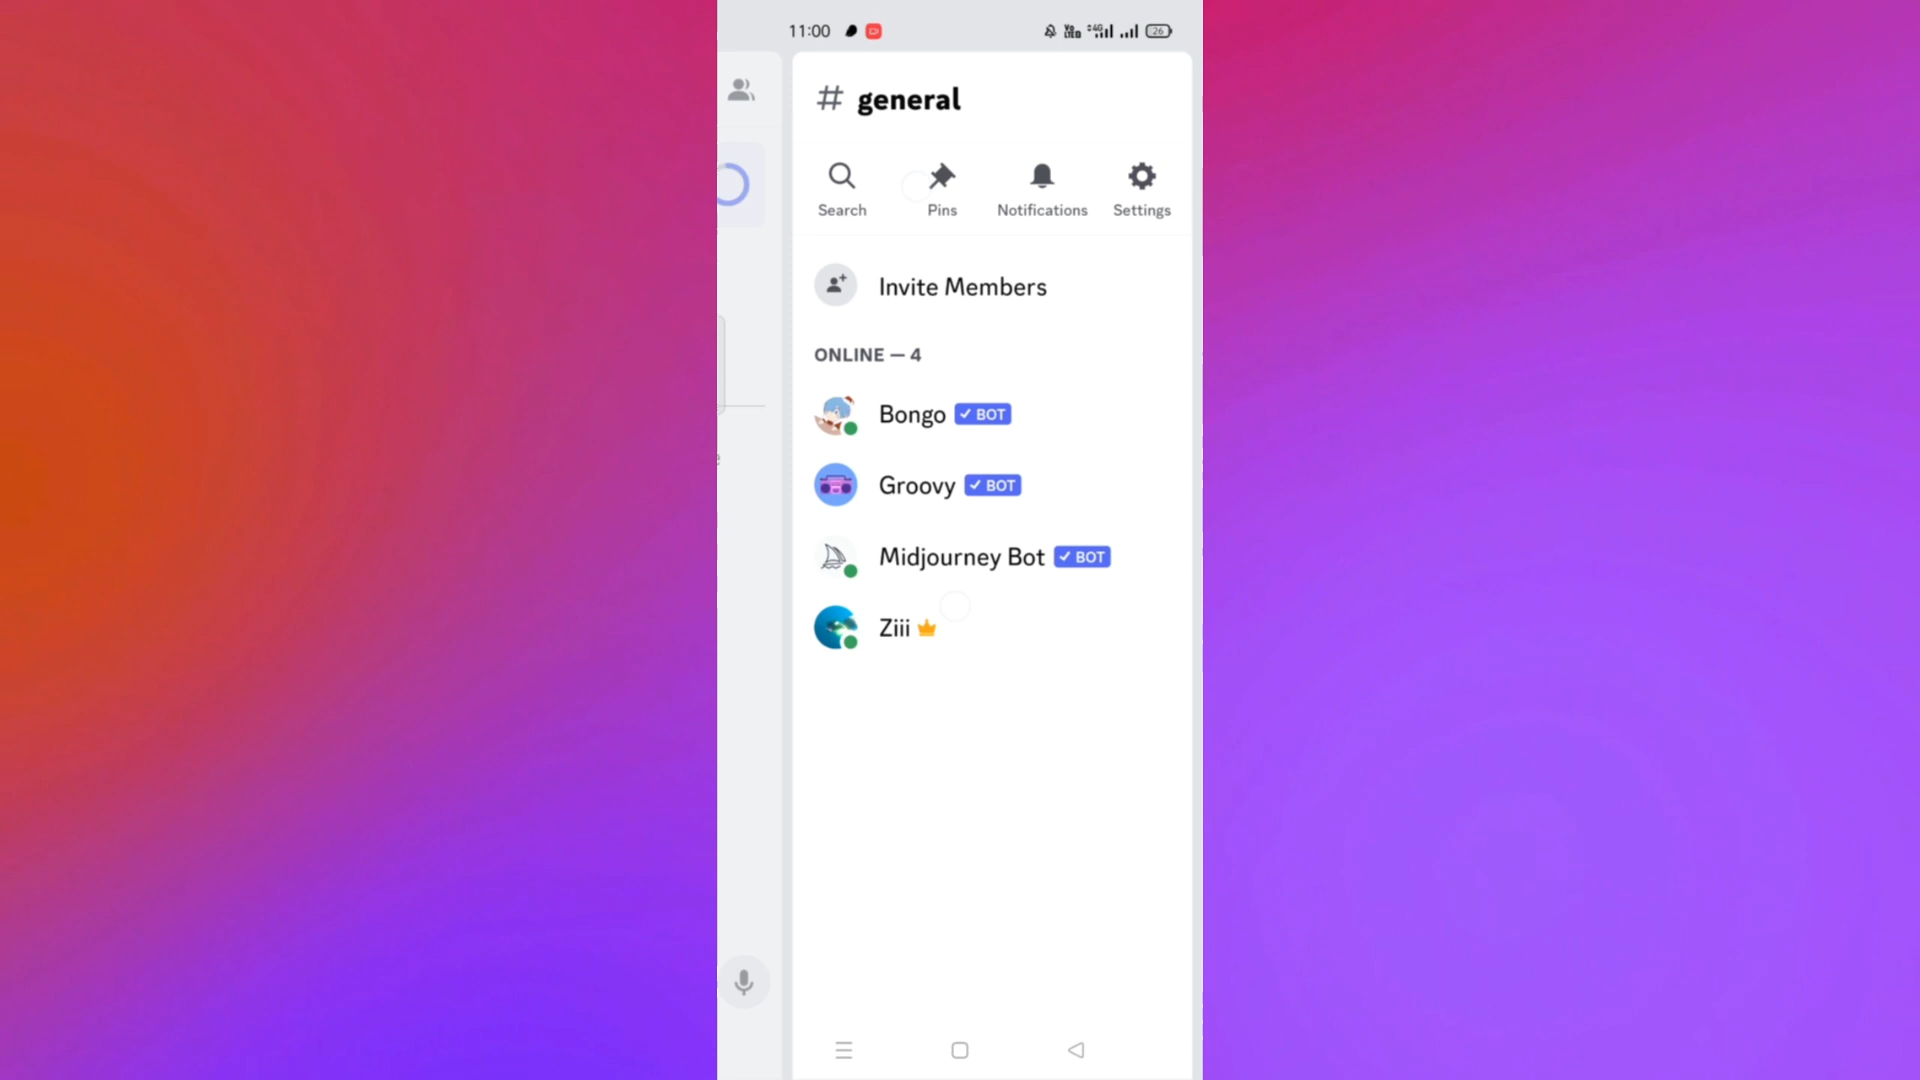 11:00
26
# general
Search
Pins
Notifications
Settings
Invite Members
ONLINE — 4
Bongo ✓ BOT
Groovy ✓ BOT
Midjourney Bot ✓ BOT
Ziii